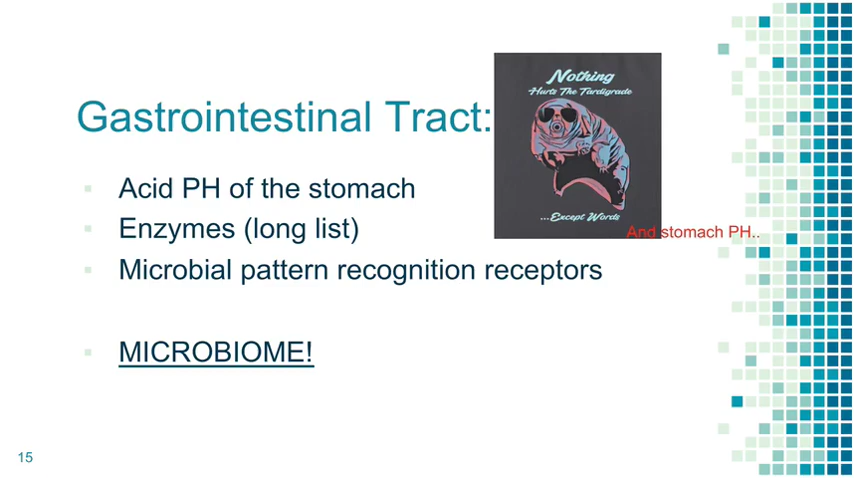 Nothing
Hurts The Tardigrade
...Except Words
Gastrointestinal Tract:
Acid PH of the stomach
And stomach PH..
Enzymes (long list)
Microbial pattern recognition receptors
MICROBIOME!
15